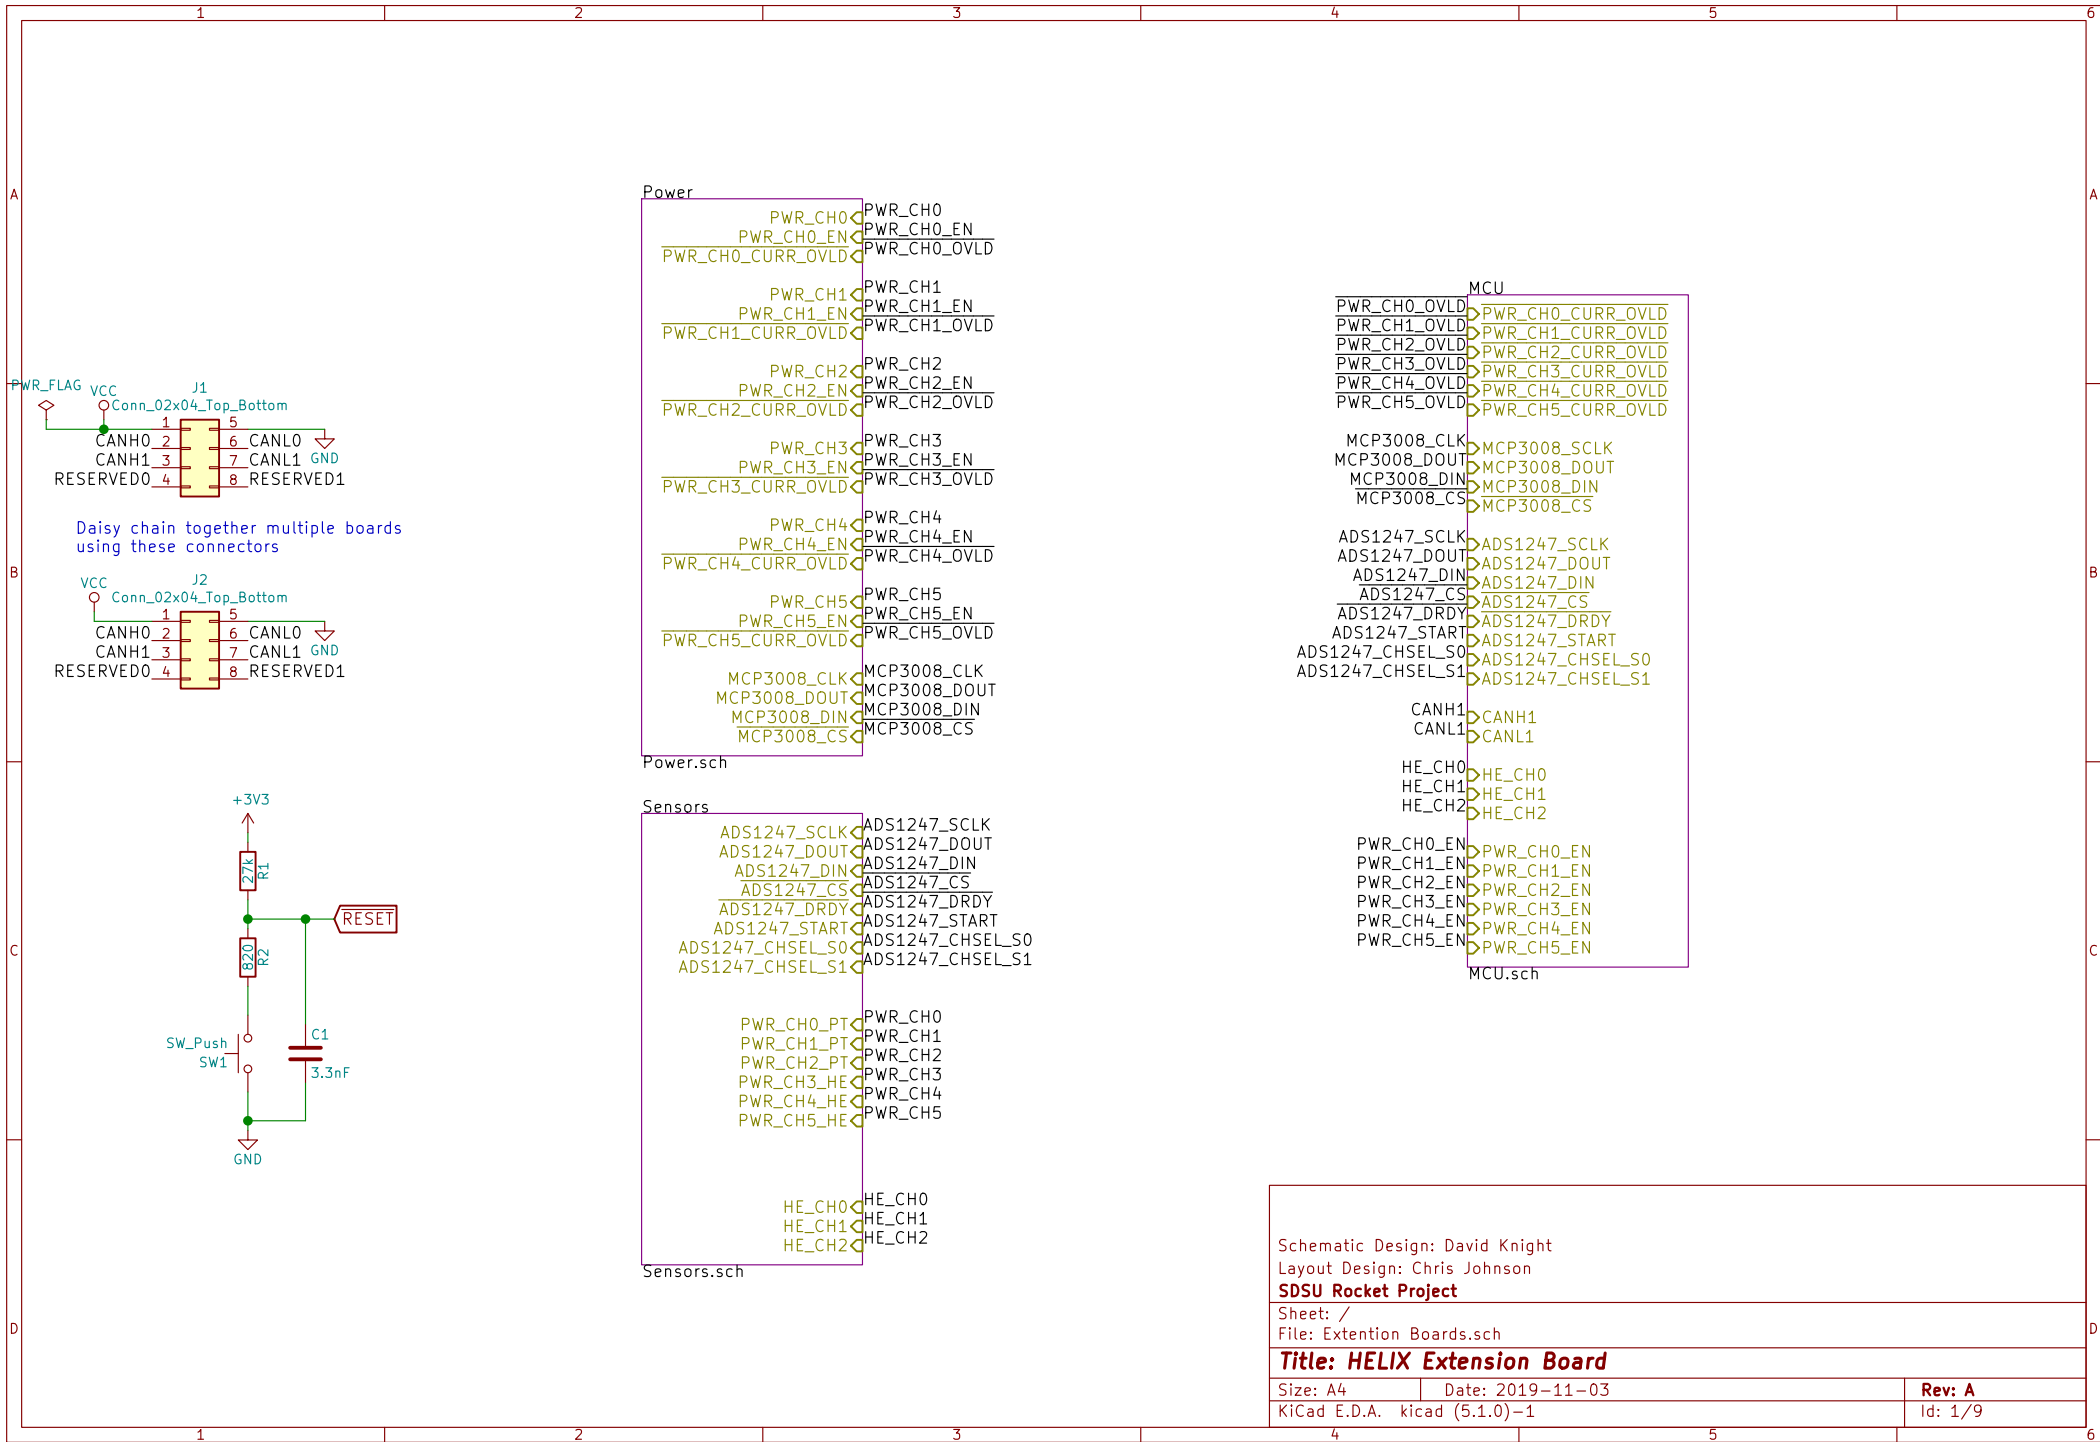 1 2 3 4 5 6
A
B
C
D
PWR_FLAG
VCC
J1
Conn_02x04_Top_Bottom
1 5
CANH0 2 6 CANL0
CANH1 3 7 CANL1
RESERVED0 4 8 RESERVED1
GND
Daisy chain together multiple boards
using these connectors
VCC
J2
Conn_02x04_Top_Bottom
1 5
CANH0 2 6 CANL0
CANH1 3 7 CANL1
RESERVED0 4 8 RESERVED1
GND
+3V3
27k
R1
RESET
820
R2
SW_Push
SW1
C1
3.3nF
GND
Power
PWR_CH0 PWR_CH0
PWR_CH0_EN PWR_CH0_EN
PWR_CH0_CURR_OVLD PWR_CH0_OVLD
PWR_CH1 PWR_CH1
PWR_CH1_EN PWR_CH1_EN
PWR_CH1_CURR_OVLD PWR_CH1_OVLD
PWR_CH2 PWR_CH2
PWR_CH2_EN PWR_CH2_EN
PWR_CH2_CURR_OVLD PWR_CH2_OVLD
PWR_CH3 PWR_CH3
PWR_CH3_EN PWR_CH3_EN
PWR_CH3_CURR_OVLD PWR_CH3_OVLD
PWR_CH4 PWR_CH4
PWR_CH4_EN PWR_CH4_EN
PWR_CH4_CURR_OVLD PWR_CH4_OVLD
PWR_CH5 PWR_CH5
PWR_CH5_EN PWR_CH5_EN
PWR_CH5_CURR_OVLD PWR_CH5_OVLD
MCP3008_CLK MCP3008_CLK
MCP3008_DOUT MCP3008_DOUT
MCP3008_DIN MCP3008_DIN
MCP3008_CS MCP3008_CS
Power.sch
Sensors
ADS1247_SCLK ADS1247_SCLK
ADS1247_DOUT ADS1247_DOUT
ADS1247_DIN ADS1247_DIN
ADS1247_CS ADS1247_CS
ADS1247_DRDY ADS1247_DRDY
ADS1247_START ADS1247_START
ADS1247_CHSEL_S0 ADS1247_CHSEL_S0
ADS1247_CHSEL_S1 ADS1247_CHSEL_S1
PWR_CH0_PT PWR_CH0
PWR_CH1_PT PWR_CH1
PWR_CH2_PT PWR_CH2
PWR_CH3_HE PWR_CH3
PWR_CH4_HE PWR_CH4
PWR_CH5_HE PWR_CH5
HE_CH0 HE_CH0
HE_CH1 HE_CH1
HE_CH2 HE_CH2
Sensors.sch
MCU
PWR_CH0_OVLD PWR_CH0_CURR_OVLD
PWR_CH1_OVLD PWR_CH1_CURR_OVLD
PWR_CH2_OVLD PWR_CH2_CURR_OVLD
PWR_CH3_OVLD PWR_CH3_CURR_OVLD
PWR_CH4_OVLD PWR_CH4_CURR_OVLD
PWR_CH5_OVLD PWR_CH5_CURR_OVLD
MCP3008_CLK MCP3008_SCLK
MCP3008_DOUT MCP3008_DOUT
MCP3008_DIN MCP3008_DIN
MCP3008_CS MCP3008_CS
ADS1247_SCLK ADS1247_SCLK
ADS1247_DOUT ADS1247_DOUT
ADS1247_DIN ADS1247_DIN
ADS1247_CS ADS1247_CS
ADS1247_DRDY ADS1247_DRDY
ADS1247_START ADS1247_START
ADS1247_CHSEL_S0 ADS1247_CHSEL_S0
ADS1247_CHSEL_S1 ADS1247_CHSEL_S1
CANH1 CANH1
CANL1 CANL1
HE_CH0 HE_CH0
HE_CH1 HE_CH1
HE_CH2 HE_CH2
PWR_CH0_EN PWR_CH0_EN
PWR_CH1_EN PWR_CH1_EN
PWR_CH2_EN PWR_CH2_EN
PWR_CH3_EN PWR_CH3_EN
PWR_CH4_EN PWR_CH4_EN
PWR_CH5_EN PWR_CH5_EN
MCU.sch
A
B
C
D
Schematic Design: David Knight
Layout Design: Chris Johnson
SDSU Rocket Project
Sheet: /
File: Extention Boards.sch
Title: HELIX Extension Board
Size: A4 Date: 2019-11-03 Rev: A
KiCad E.D.A. kicad (5.1.0)-1 Id: 1/9
1 2 3 4 5 6